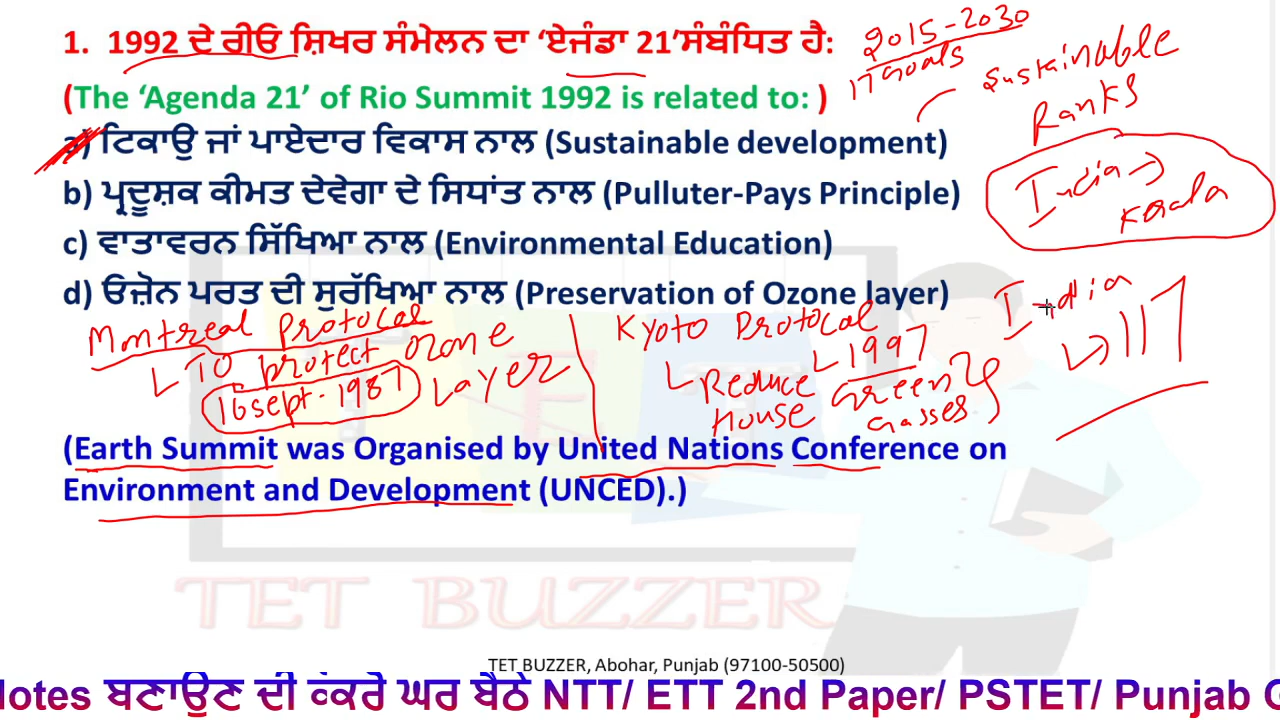 1. 1992 ਦੇ ਰੀਓ ਸ਼ਿਖਰ ਸੰਮੇਲਨ ਦਾ 'ਏਜੰਡਾ 21'ਸੰਬੰਧਿਤ ਹੈ:
2015-2030
17 Goals
Sustainable
Ranks
(The 'Agenda 21' of Rio Summit 1992 is related to: )
a) ਟਿਕਾਉ ਜਾਂ ਪਾਏਦਾਰ ਵਿਕਾਸ ਨਾਲ (Sustainable development)
India →
Kerala
b) ਪ੍ਰਦੂਸ਼ਕ ਕੀਮਤ ਦੇਵੇਗਾ ਦੇ ਸਿਧਾਂਤ ਨਾਲ (Pulluter-Pays Principle)
c) ਵਾਤਾਵਰਨ ਸਿੱਖਿਆ ਨਾਲ (Environmental Education)
d) ਓਜ਼ੋਨ ਪਰਤ ਦੀ ਸੁਰੱਖਿਆ ਨਾਲ (Preservation of Ozone layer)
India
117
Montreal Protocal
To protect Ozone
Layer
16 sept. 1987
Kyoto Protocal
1997
Reduce Green
House Gasses
(Earth Summit was Organised by United Nations Conference on
Environment and Development (UNCED).)
TET BUZZER
TET BUZZER, Abohar, Punjab (97100-50500)
Notes ਬਣਾਉਣ ਦੀ ਕਰੋ ਘਰ ਬੈਠੇ NTT/ ETT 2nd Paper/ PSTET/ Punjab G